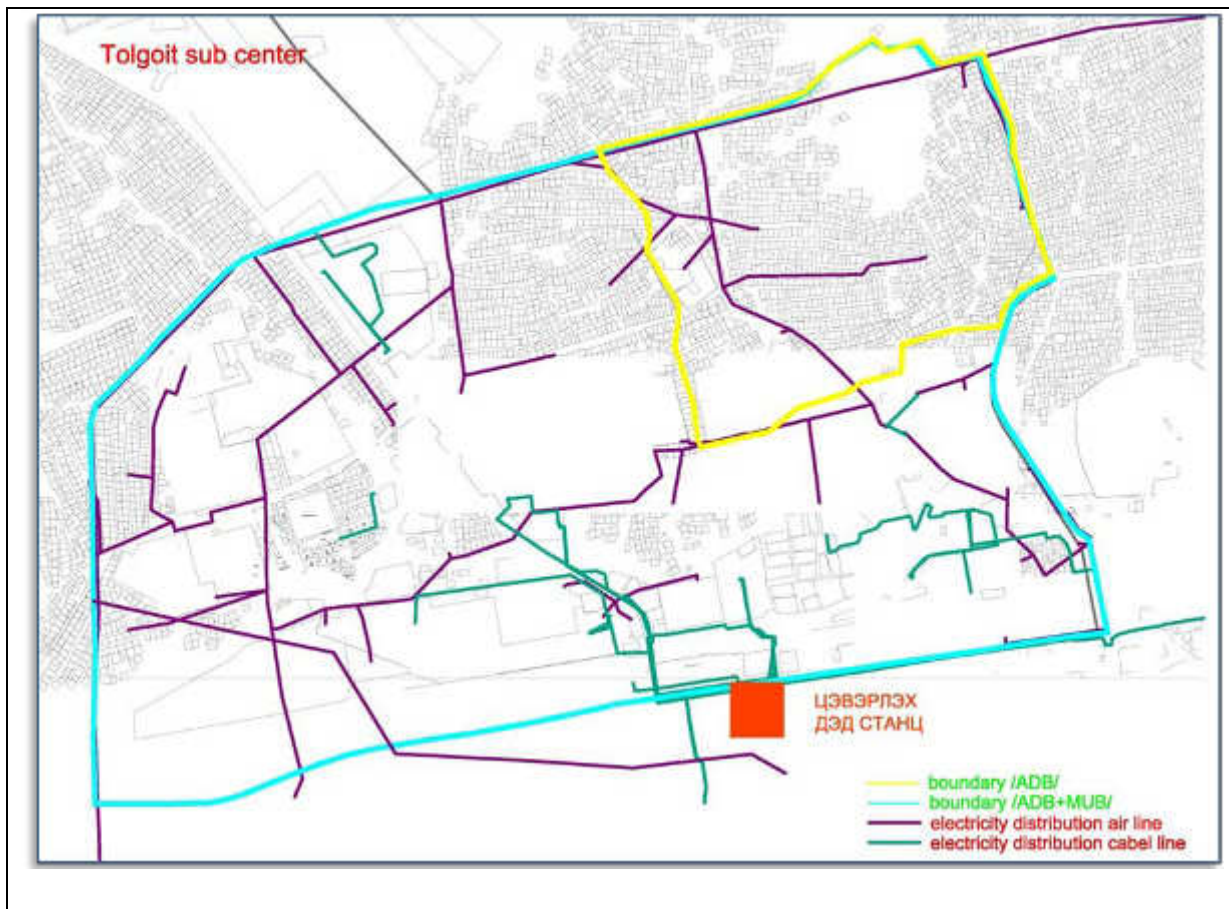 Tolgoit sub center
ЦЭВЭРЛЭХ
ДЭД СТАНЦ
boundary /ADB/
boundary /ADB+MUB/
electricity distribution air line
electricity distribution cabel line